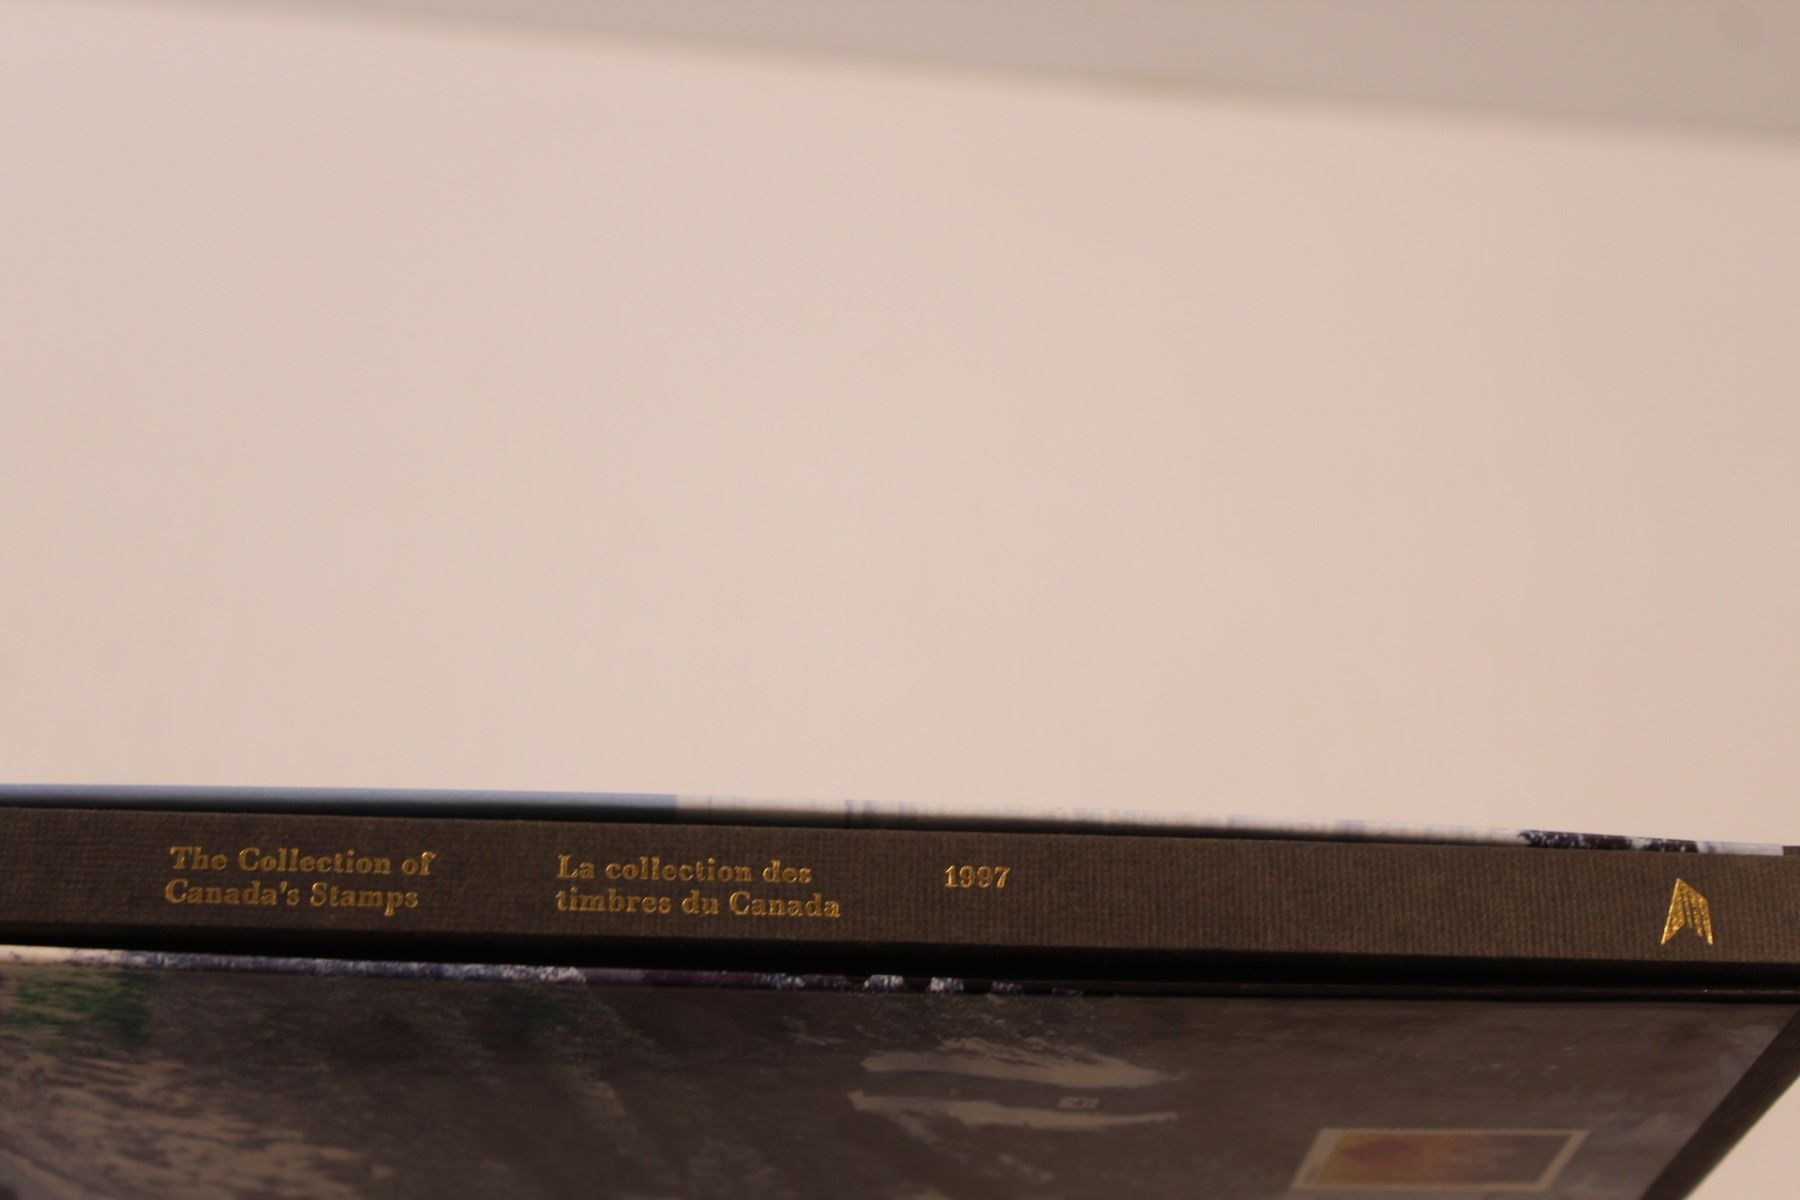 The Collection of
Canada's Stamps
La collection des
timbres du Canada
1997